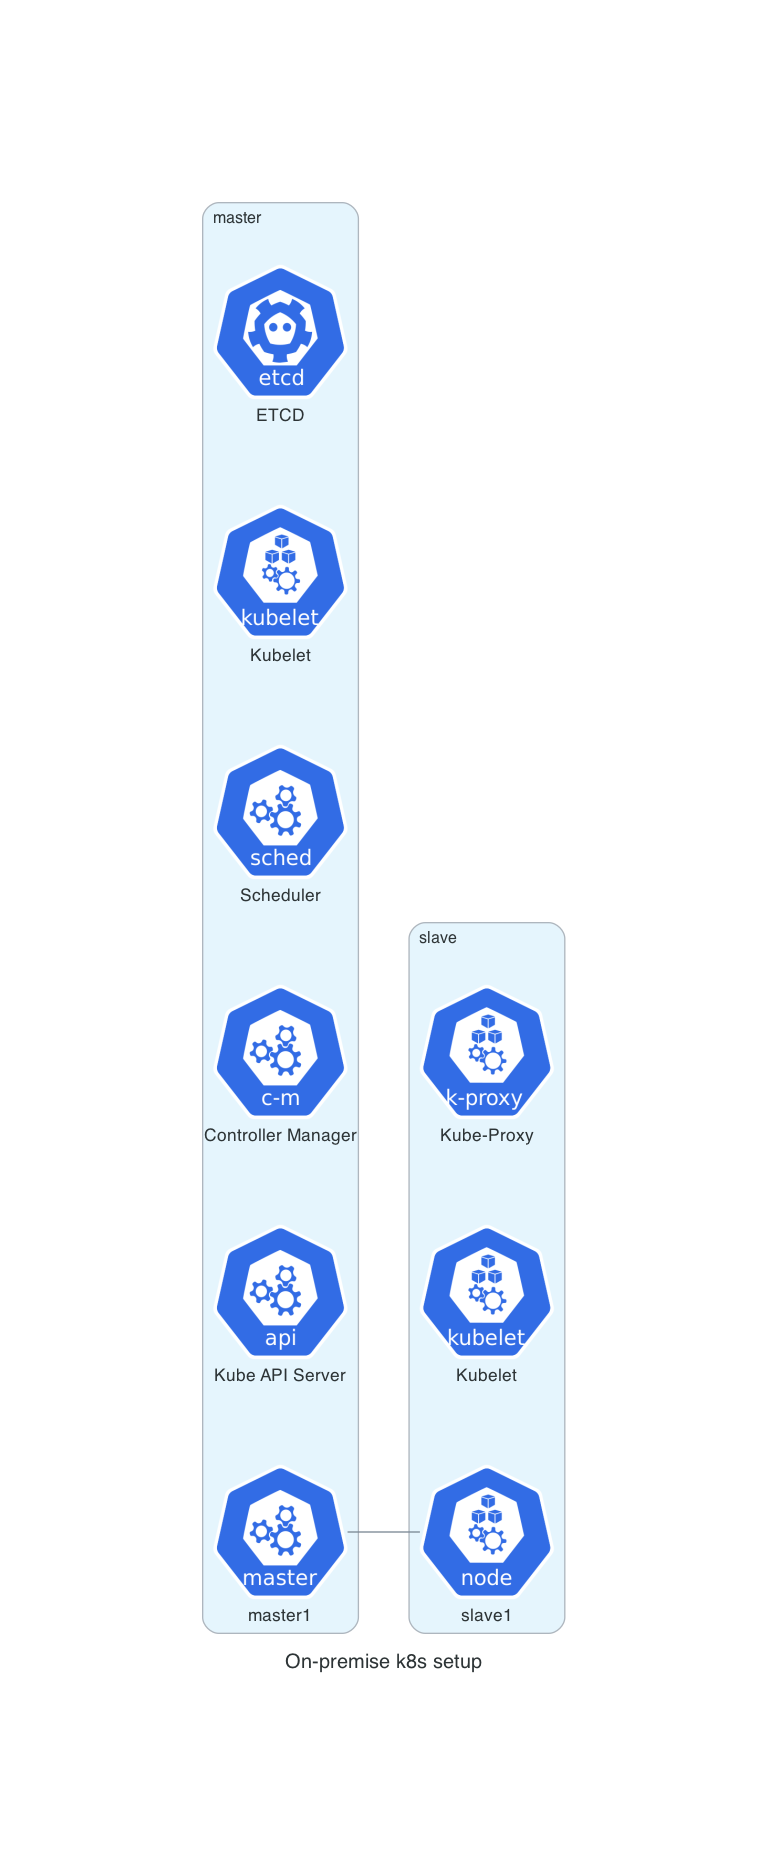 master
etcd
ETCD
kubelet
Kubelet
sched
Scheduler
c-m
Controller Manager
api
Kube API Server
master
master1
slave
k-proxy
Kube-Proxy
kubelet
Kubelet
node
slave1
On-premise k8s setup